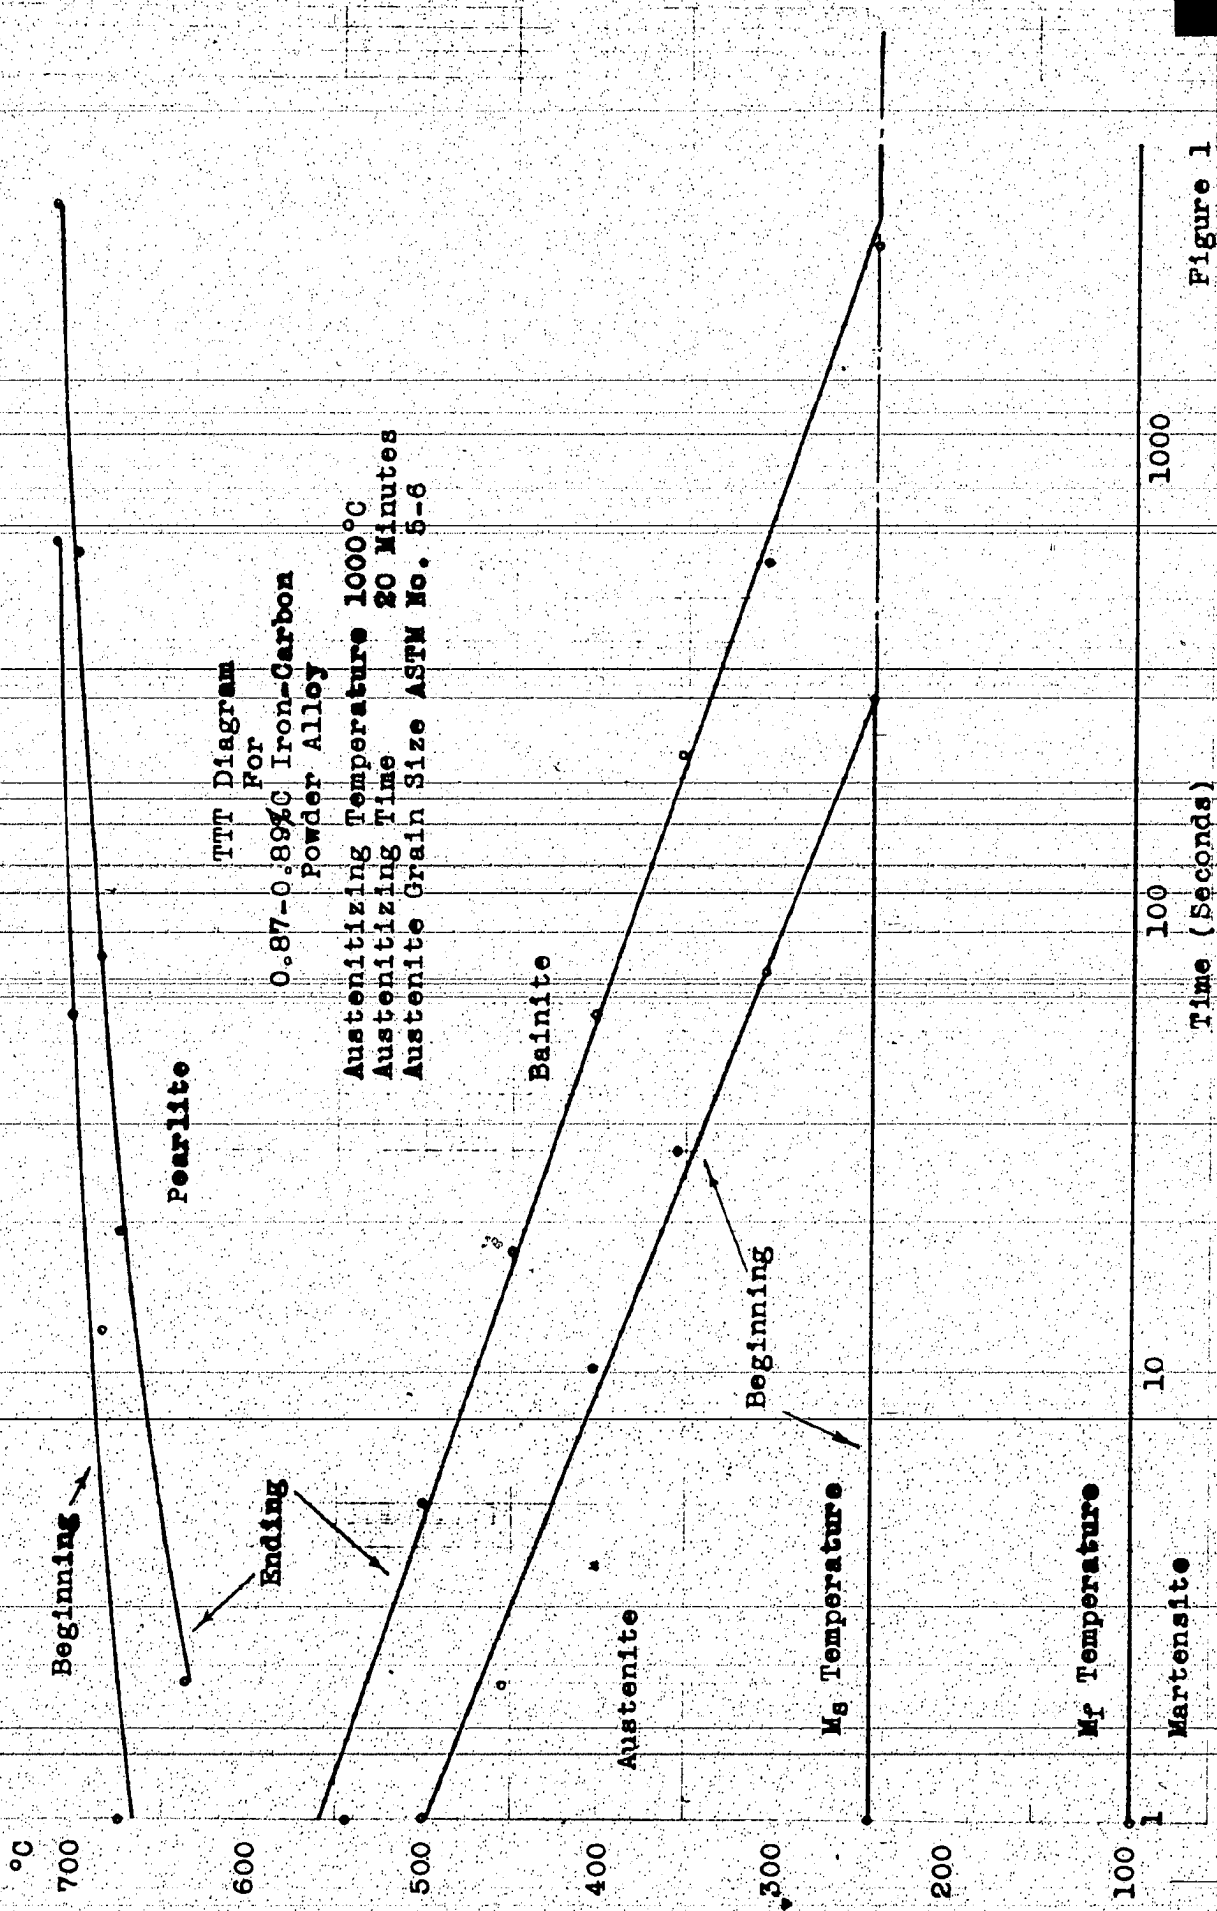 °C
700
600
500
400
300
200
100
Beginning
Pearlite
Ending
TTT Diagram
For
0.87-0.89%C Iron-Carbon
Powder Alloy
Austenitizing Temperature 1000°C
Austenitizing Time 20 Minutes
Austenite Grain Size ASTM No. 5-6
Bainite
Austenite
Beginning
Ms Temperature
Mf Temperature
Martensite
1
10
100
1000
Time (Seconds)
Figure 1